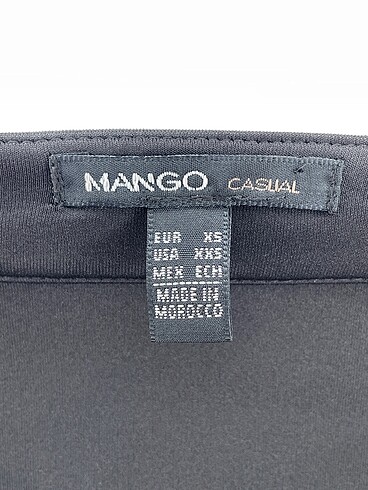 MANGO CASUAL
EUR XS
USA XXS
MEX ECH
MADE IN
MOROCCO